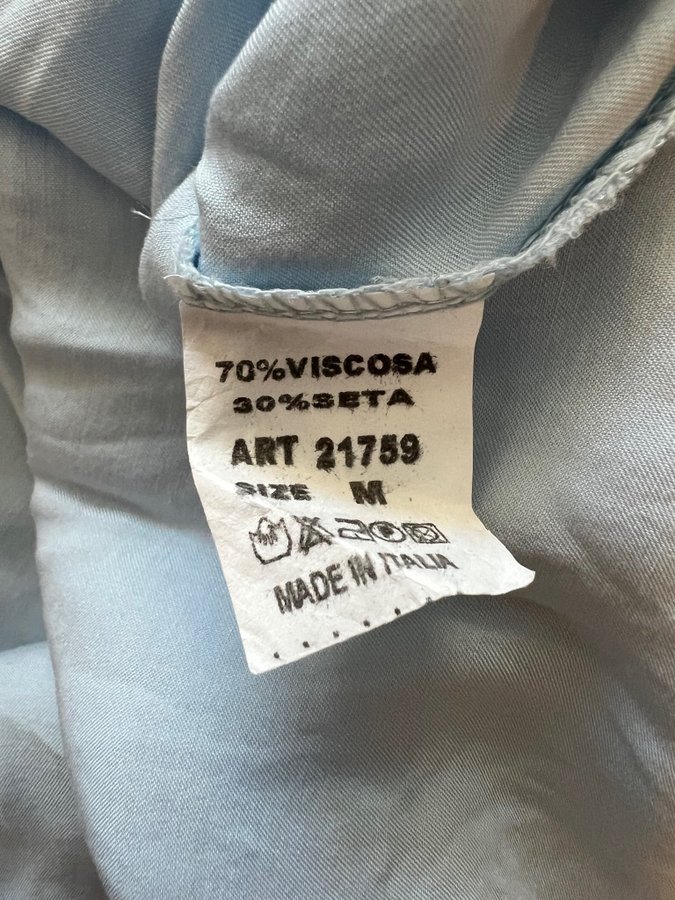 70%VISCOSA
30%SETA
ART 21759
SIZE M
MADE IN ITALIA